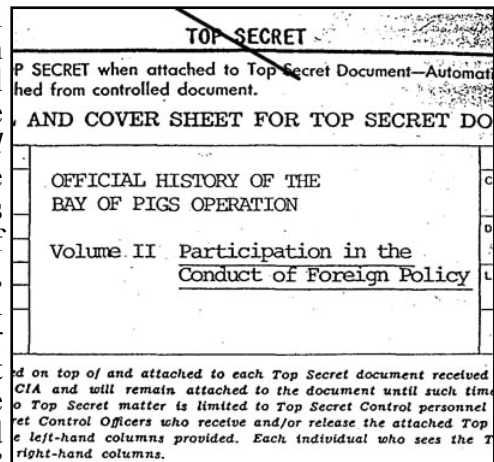 TOP SECRET
P SECRET when attached to Top Secret Document—Automati
hed from controlled document.
AND COVER SHEET FOR TOP SECRET DO
OFFICIAL HISTORY OF THE
BAY OF PIGS OPERATION
Volume II Participation in the
Conduct of Foreign Policy
ed on top of and attached to each Top Secret document received
CIA and will remain attached to the document until such time
o Top Secret matter is limited to Top Secret Control personnel
ret Control Officers who receive and/or release the attached Top
e left-hand columns provided. Each individual who sees the T
right-hand columns.